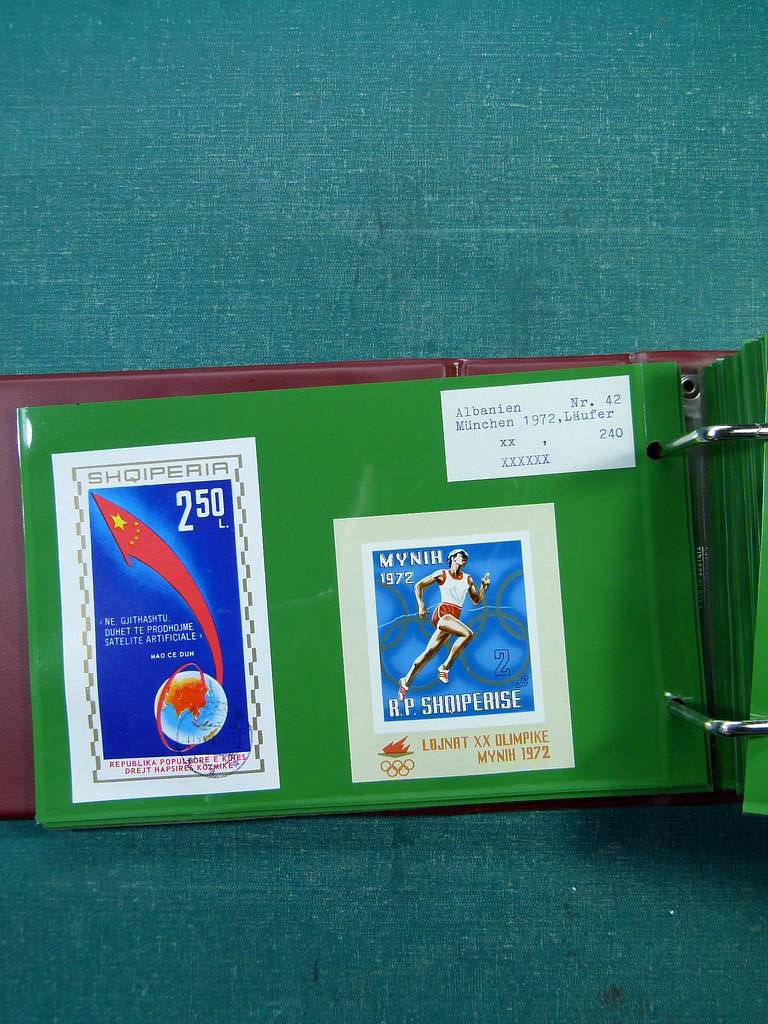 SHQIPERIA
2 50
L.
« NE, GJITHASHTU,
DUHET TE PRODHOJME
SATELITE ARTIFICIALE »
MAO CE DUN
REPUBLIKA POPULLORE E KINES
DREJT HAPSIRES KOZMIKE
Albanien Nr. 42
München 1972,Läufer
xx , 240
XXXXXX
MYNIH
1972
2
R.P. SHQIPERISE
LOJNAT XX OLIMPIKE
MYNIH 1972